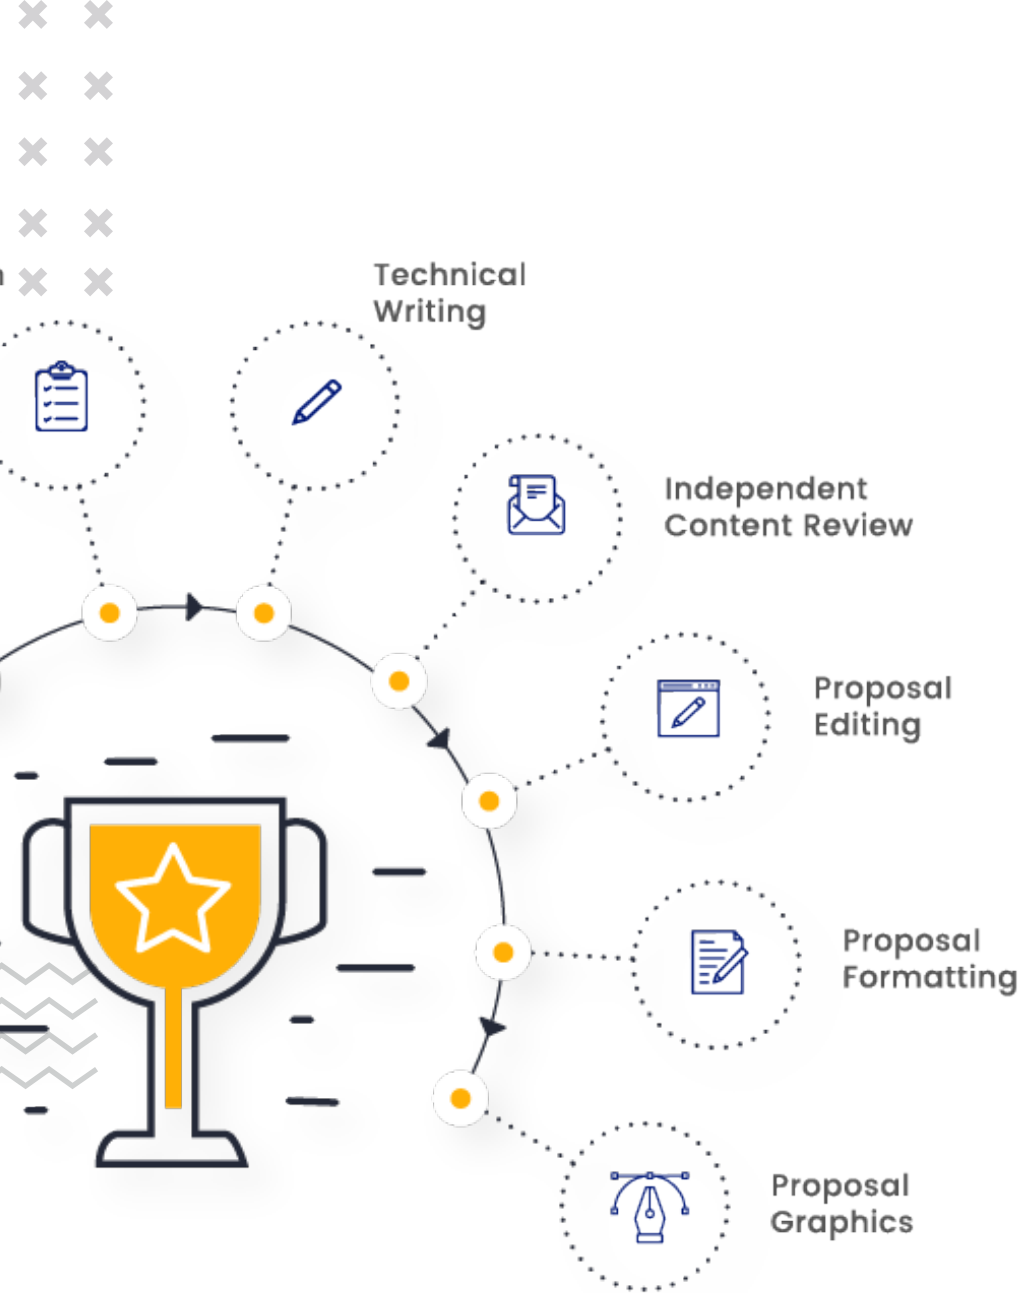 Technical
Writing
Independent
Content Review
Proposal
Editing
Proposal
Formatting
Proposal
Graphics